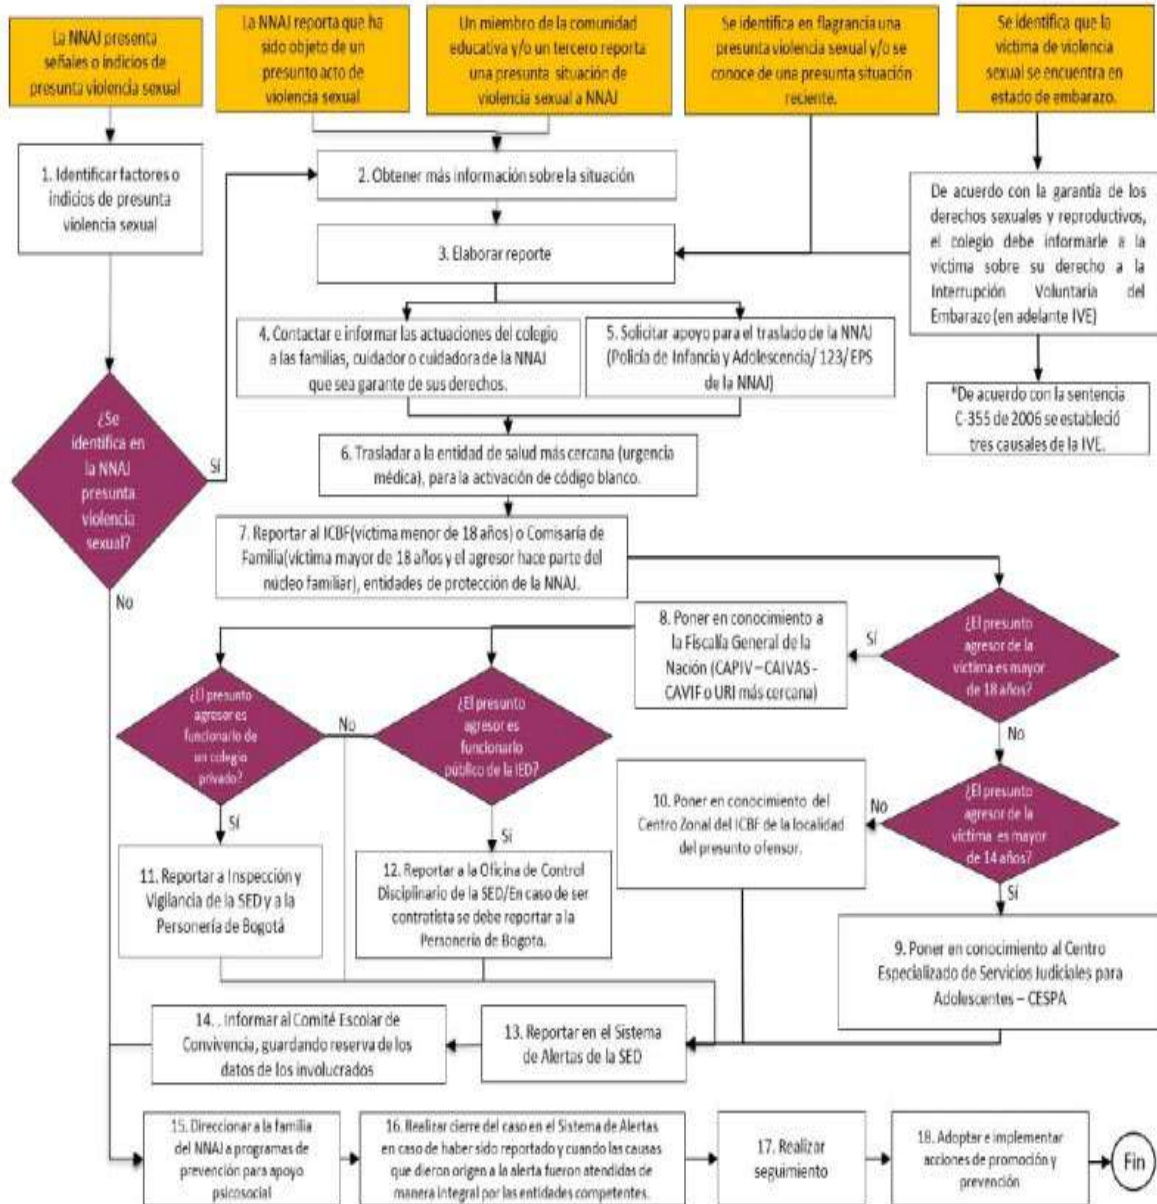 La NNAJ presenta
señales o indicios de
presunta violencia sexual
La NNAJ reporta que ha
sido objeto de un
presunto acto de
violencia sexual
Un miembro de la comunidad
educativa y/o un tercero reporta
una presunta situación de
violencia sexual a NNAJ
Se identifica en flagrancia una
presunta violencia sexual y/o se
conoce de una presunta situación
reciente.
Se identifica que la
víctima de violencia
sexual se encuentra en
estado de embarazo.
1. Identificar factores o
indicios de presunta
violencia sexual
2. Obtener más información sobre la situación
De acuerdo con la garantía de los
derechos sexuales y reproductivos,
el colegio debe informarle a la
víctima sobre su derecho a la
Interrupción Voluntaria del
Embarazo (en adelante IVE)
3. Elaborar reporte
4. Contactar e informar las actuaciones del colegio
a las familias, cuidador o cuidadora de la NNAJ
que sea garante de sus derechos.
5. Solicitar apoyo para el traslado de la NNAJ
(Policía de Infancia y Adolescencia/ 123/ EPS
de la NNAJ)
*De acuerdo con la sentencia
C-355 de 2006 se estableció
tres causales de la IVE.
¿Se
identifica en
la NNAJ
presunta
violencia
sexual?
Sí
No
6. Trasladar a la entidad de salud más cercana (urgencia
médica), para la activación de código blanco.
7. Reportar al ICBF(víctima menor de 18 años) o Comisaría de
Familia(víctima mayor de 18 años y el agresor hace parte del
núcleo familiar), entidades de protección de la NNAJ.
8. Poner en conocimiento a
la Fiscalía General de la
Nación (CAPIV – CAIVAS -
CAVIF o URI más cercana)
Sí
¿El presunto
agresor de la
víctima es mayor
de 18 años?
No
¿El presunto
agresor es
funcionario de
un colegio
privado?
No
¿El presunto
agresor es
funcionario
público de la IED?
Sí
Sí
10. Poner en conocimiento del
Centro Zonal del ICBF de la localidad
del presunto ofensor.
No
¿El presunto
agresor de la
víctima es mayor
de 14 años?
Sí
11. Reportar a Inspección y
Vigilancia de la SED y a la
Personería de Bogotá
12. Reportar a la Oficina de Control
Disciplinario de la SED/En caso de ser
contratista se debe reportar a la
Personería de Bogota.
9. Poner en conocimiento al Centro
Especializado de Servicios Judiciales para
Adolescentes – CESPA
14. . Informar al Comité Escolar de
Convivencia, guardando reserva de los
datos de los involucrados
13. Reportar en el Sistema
de Alertas de la SED
15. Direccionar a la familia
del NNAJ a programas de
prevención para apoyo
psicosocial
16. Realizar cierre del caso en el Sistema de Alertas
en caso de haber sido reportado y cuando las causas
que dieron origen a la alerta fueron atendidas de
manera integral por las entidades competentes.
17. Realizar
seguimiento
18. Adoptar e implementar
acciones de promoción y
prevención
Fin